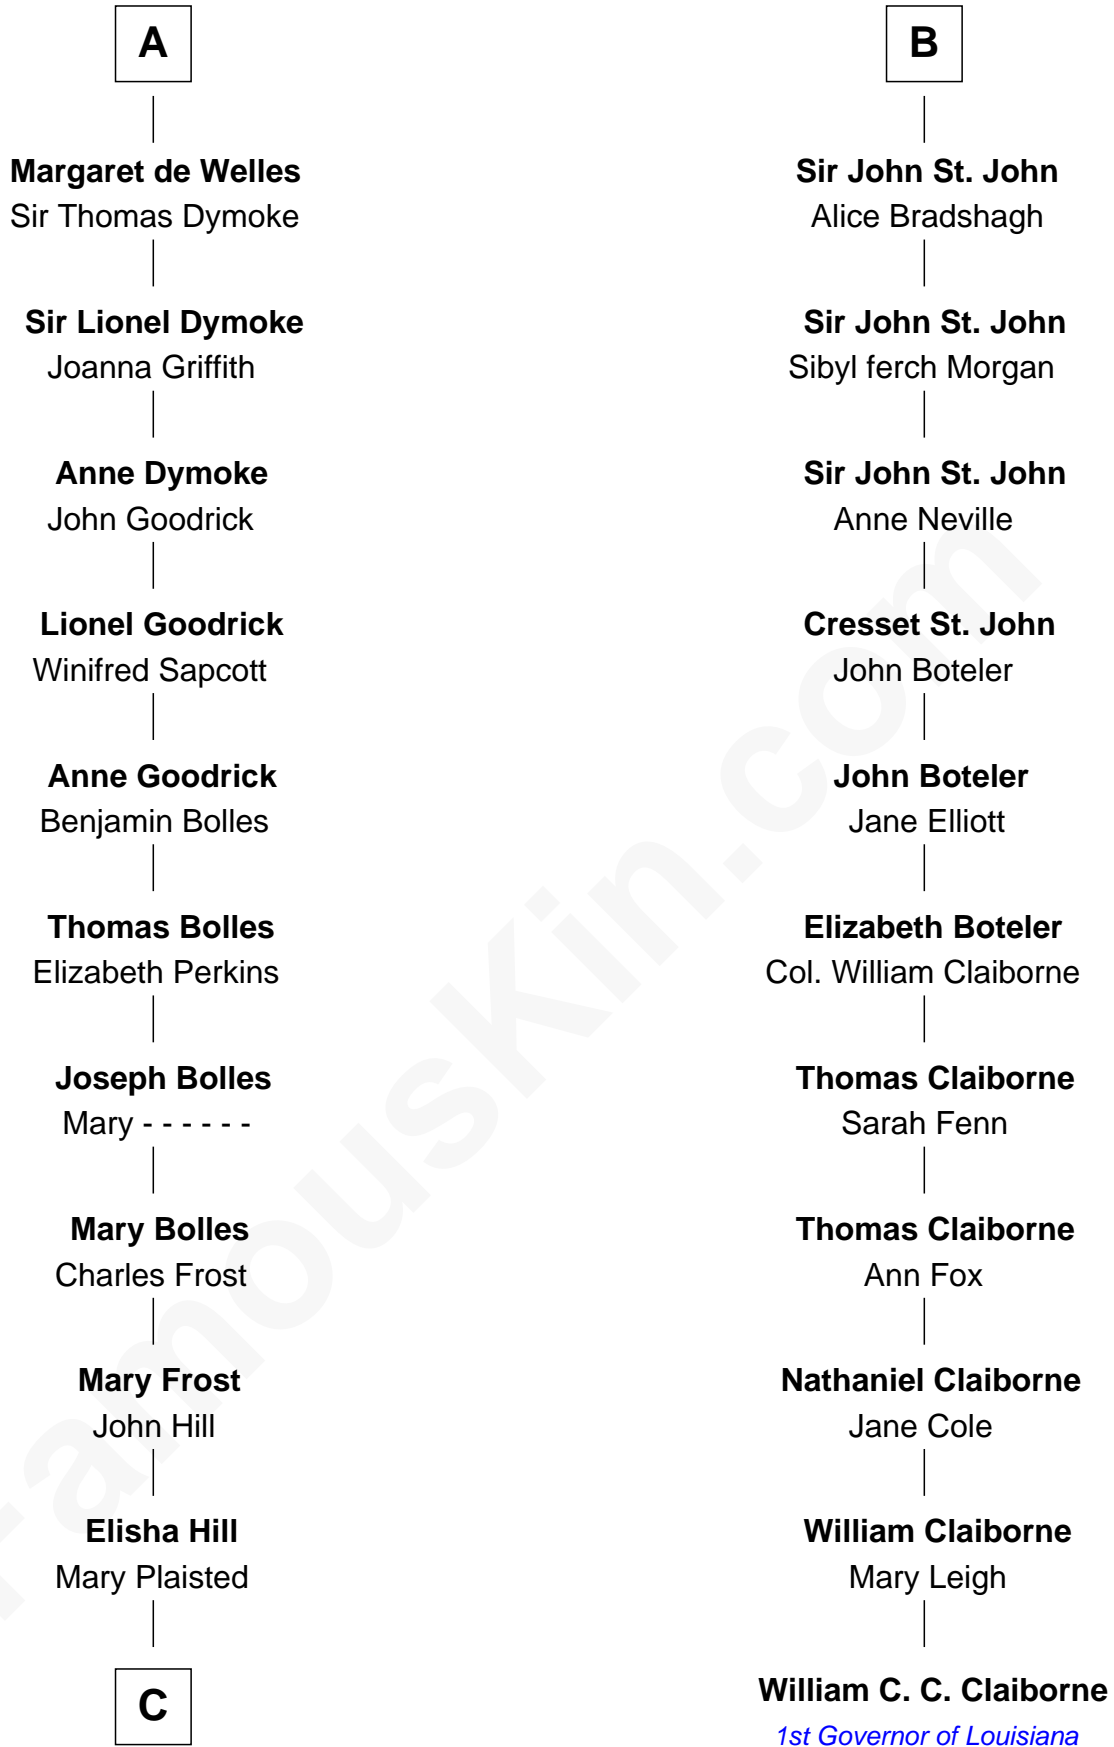 A
Margaret de Welles
Sir Thomas Dymoke
Sir Lionel Dymoke
Joanna Griffith
Anne Dymoke
John Goodrick
Lionel Goodrick
Winifred Sapcott
Anne Goodrick
Benjamin Bolles
Thomas Bolles
Elizabeth Perkins
Joseph Bolles
Mary - - - - - -
Mary Bolles
Charles Frost
Mary Frost
John Hill
Elisha Hill
Mary Plaisted
C
B
Sir John St. John
Alice Bradshagh
Sir John St. John
Sibyl ferch Morgan
Sir John St. John
Anne Neville
Cresset St. John
John Boteler
John Boteler
Jane Elliott
Elizabeth Boteler
Col. William Claiborne
Thomas Claiborne
Sarah Fenn
Thomas Claiborne
Ann Fox
Nathaniel Claiborne
Jane Cole
William Claiborne
Mary Leigh
William C. C. Claiborne
1st Governor of Louisiana
FamousKin.com